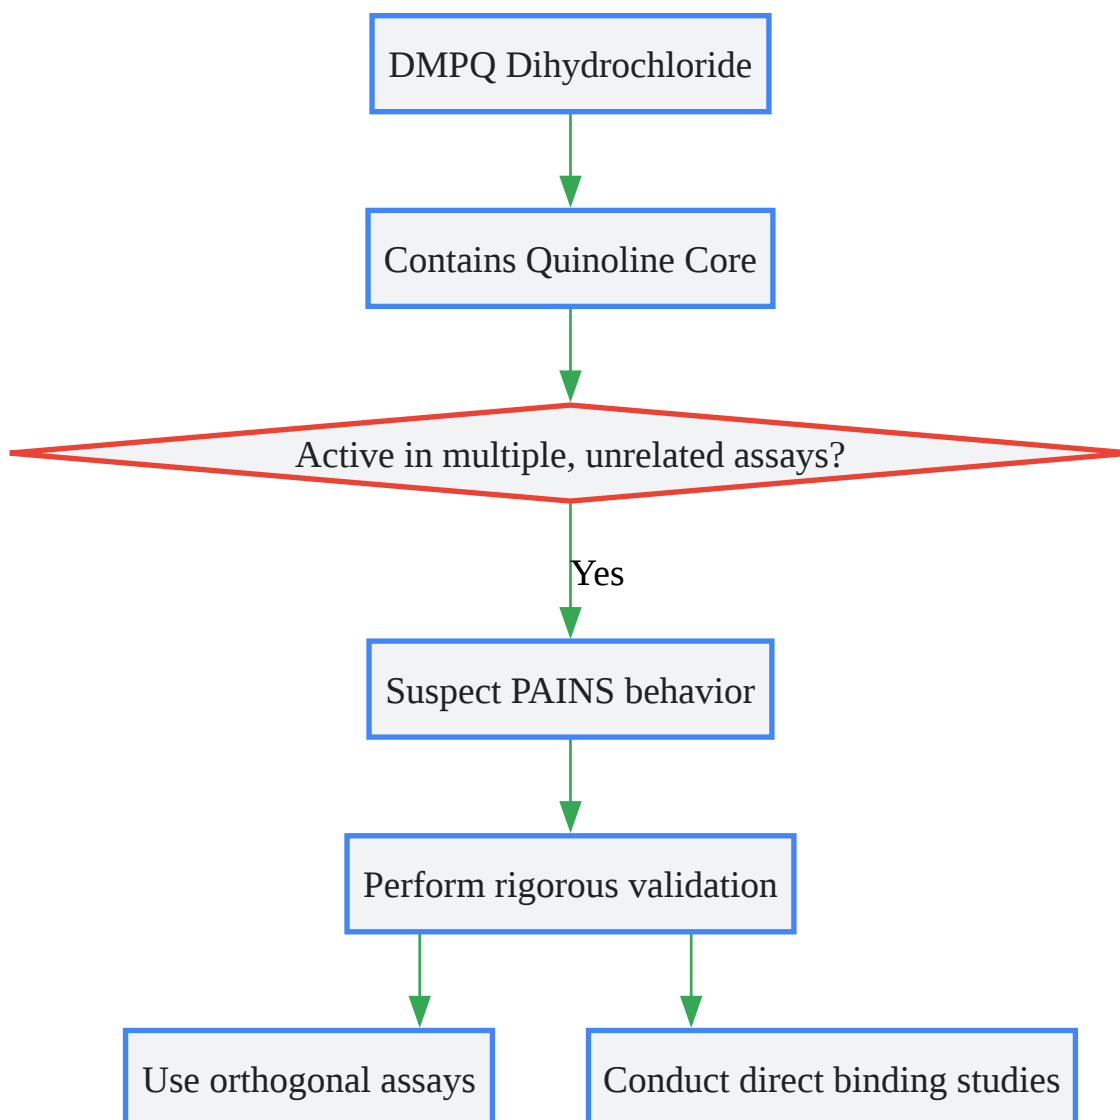 DMPQ Dihydrochloride
Contains Quinoline Core
Active in multiple, unrelated assays?
Yes
Suspect PAINS behavior
Perform rigorous validation
Use orthogonal assays
Conduct direct binding studies